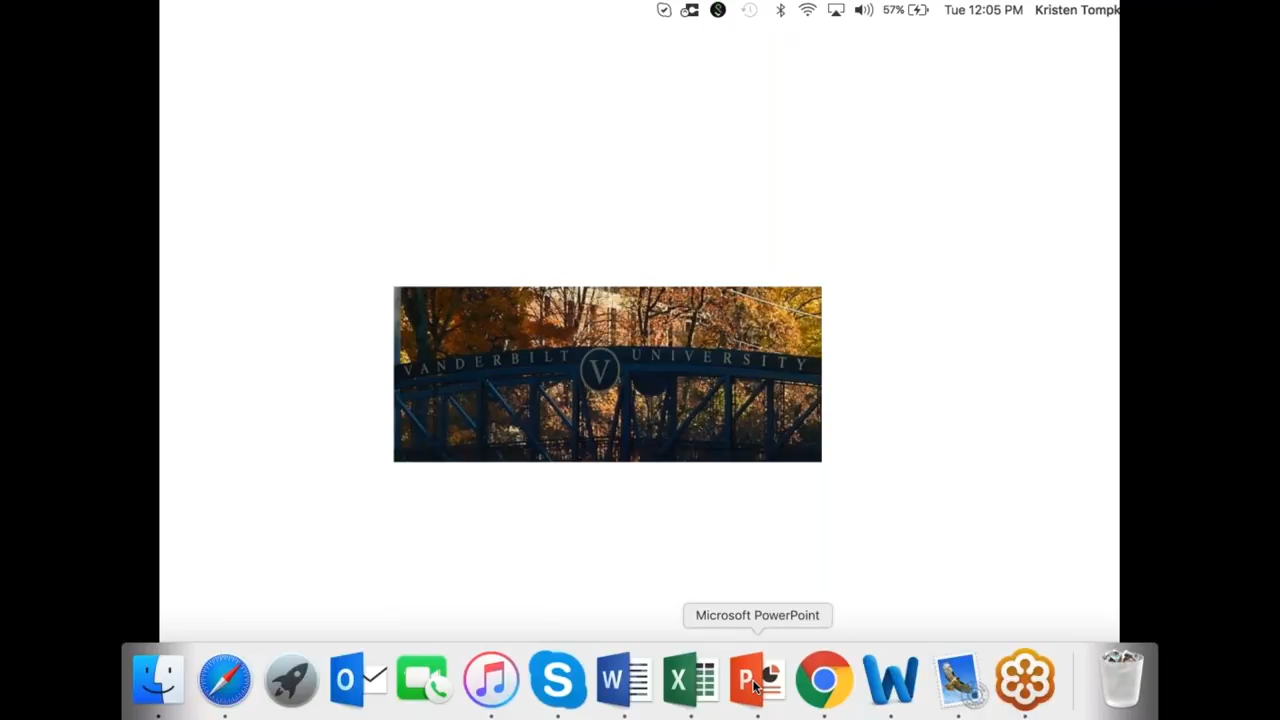 57% Tue 12:05 PM Kristen Tompk
VANDERBILT V UNIVERSITY
Microsoft PowerPoint
O S W X P W